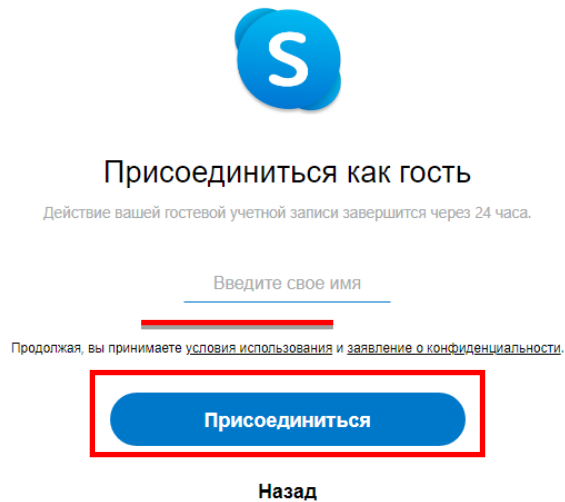 S
Присоединиться как гость
Действие вашей гостевой учетной записи завершится через 24 часа.
Введите свое имя
Продолжая, вы принимаете условия использования и заявление о конфиденциальности.
Присоединиться
Назад